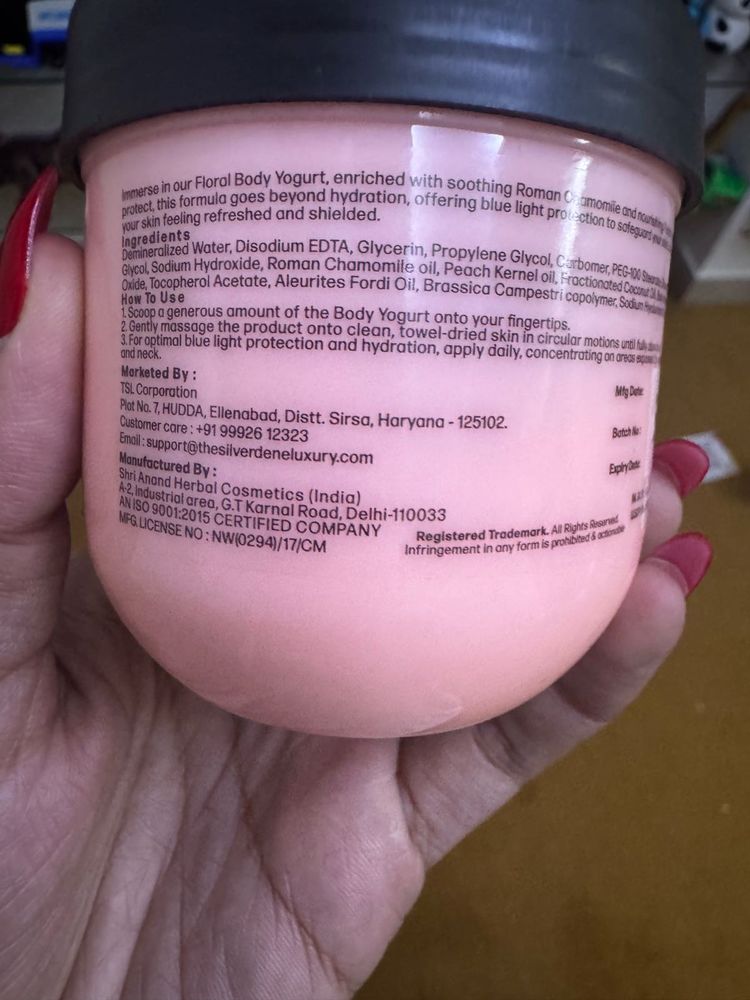 Immerse in our Floral Body Yogurt, enriched with soothing Roman Chamomile and nourishing
protect, this formula goes beyond hydration, offering blue light protection to safeguard your
your skin feeling refreshed and shielded.
Ingredients
Demineralized Water, Disodium EDTA, Glycerin, Propylene Glycol, Carbomer, PEG-100
Glycol, Sodium Hydroxide, Roman Chamomile oil, Peach Kernel oil, Fractionated Coconut Oil,
Oxide, Tocopherol Acetate, Aleurites Fordi Oil, Brassica Campestri copolymer, Sodium
How To Use
1. Scoop a generous amount of the Body Yogurt onto your fingertips.
2. Gently massage the product onto clean, towel-dried skin in circular motions until fully
3. For optimal blue light protection and hydration, apply daily, concentrating on areas exposed
and neck.
Marketed By :
TSL Corporation
Plot No. 7, HUDDA, Ellenabad, Distt. Sirsa, Haryana - 125102.
Customer care : +91 99926 12323
Email : support@thesilverdeneluxury.com
Manufactured By :
Shri Anand Herbal Cosmetics (India)
A-2, Industrial area, G.T Karnal Road, Delhi-110033
AN ISO 9001:2015 CERTIFIED COMPANY
MFG. LICENSE NO : NW(0294)/17/CM
Mfg Date:
Batch No :
Expiry Date:
Registered Trademark. All Rights Reserved.
Infringement in any form is prohibited & actionable